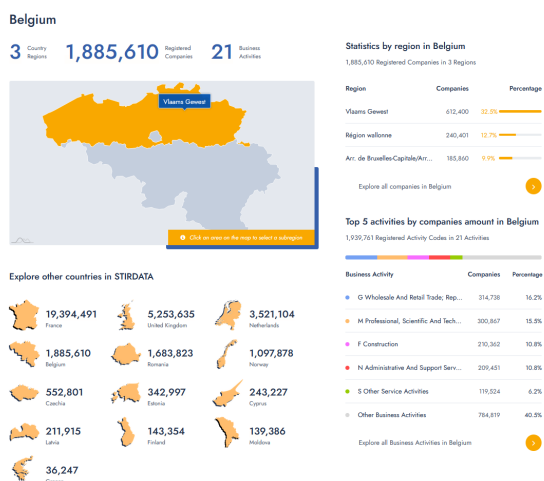 Belgium
3 Country Regions
1,885,610 Registered Companies
21 Business Activities
Vlaams Gewest
Click on an area on the map to select a subregion
Explore other countries in STIRDATA
19,394,491 France
5,253,635 United Kingdom
3,521,104 Netherlands
1,885,610 Belgium
1,683,823 Romania
1,097,878 Norway
552,801 Czechia
342,997 Estonia
243,227 Cyprus
211,915 Latvia
143,354 Finland
139,386 Moldova
36,247
Statistics by region in Belgium
1,885,610 Registered Companies in 3 Regions
Region Companies Percentage
Vlaams Gewest 612,400 32.5%
Région wallonne 240,401 12.7%
Arr. de Bruxelles-Capitale/Arr... 185,860 9.9%
Explore all companies in Belgium
Top 5 activities by companies amount in Belgium
1,939,761 Registered Activity Codes in 21 Activities
Business Activity Companies Percentage
G Wholesale And Retail Trade; Rep... 314,738 16.2%
M Professional, Scientific And Tech... 300,867 15.5%
F Construction 210,362 10.8%
N Administrative And Support Serv... 209,451 10.8%
S Other Service Activities 119,524 6.2%
Other Business Activities 784,819 40.5%
Explore all Business Activities in Belgium